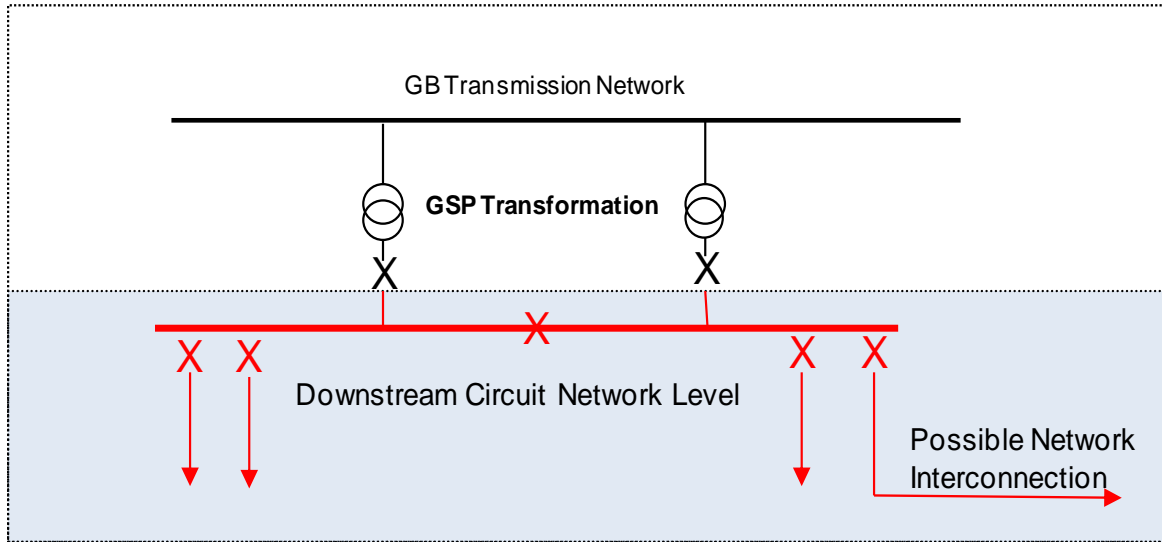 GB Transmission Network
GSP Transformation
X X
X
X X X X
Downstream Circuit Network Level
Possible Network
Interconnection